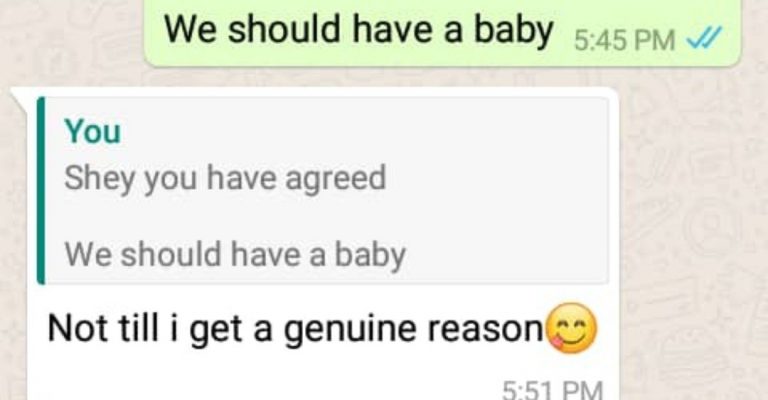 We should have a baby 5:45 PM
You
Shey you have agreed
We should have a baby
Not till i get a genuine reason😋
5:51 PM